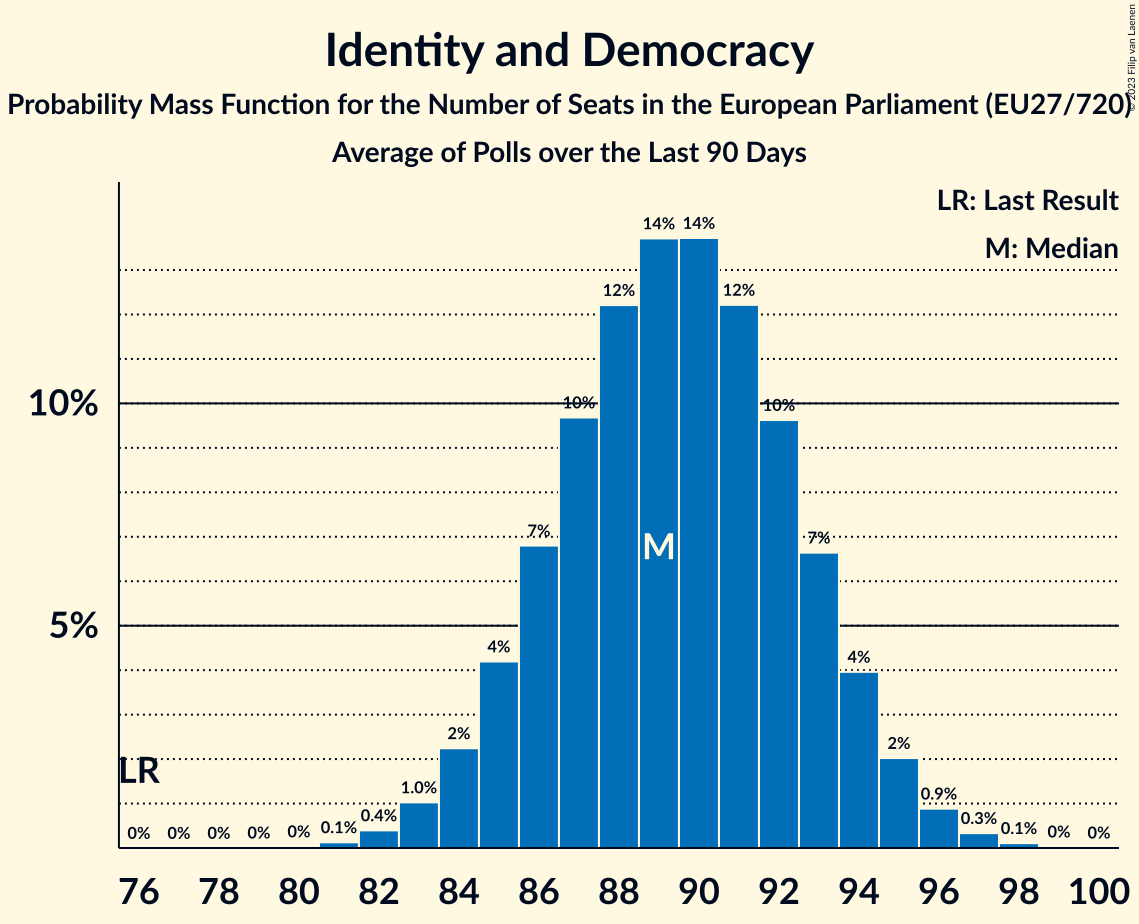 Identity and Democracy
Probability Mass Function for the Number of Seats in the European Parliament (EU27/720)
Average of Polls over the Last 90 Days
© 2023 Filip van Laenen
LR: Last Result
M: Median
14% 14%
12% 12%
10%
10% 10%
7% 7%
M
5%
4% 4%
2% 2%
LR
0% 0% 0% 0% 0% 0.1% 0.4% 1.0% 0.9% 0.3% 0.1% 0% 0%
76 78 80 82 84 86 88 90 92 94 96 98 100